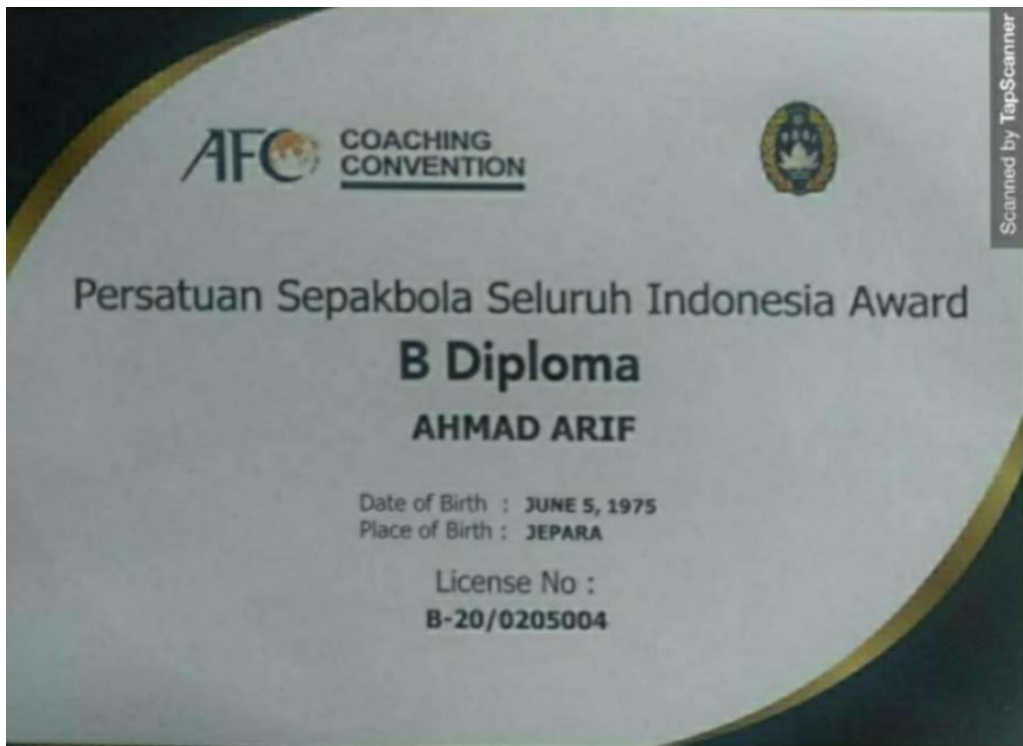 AFC COACHING
CONVENTION
Persatuan Sepakbola Seluruh Indonesia Award
B Diploma
AHMAD ARIF
Date of Birth : JUNE 5, 1975
Place of Birth : JEPARA
License No :
B-20/0205004
Scanned by TapScanner